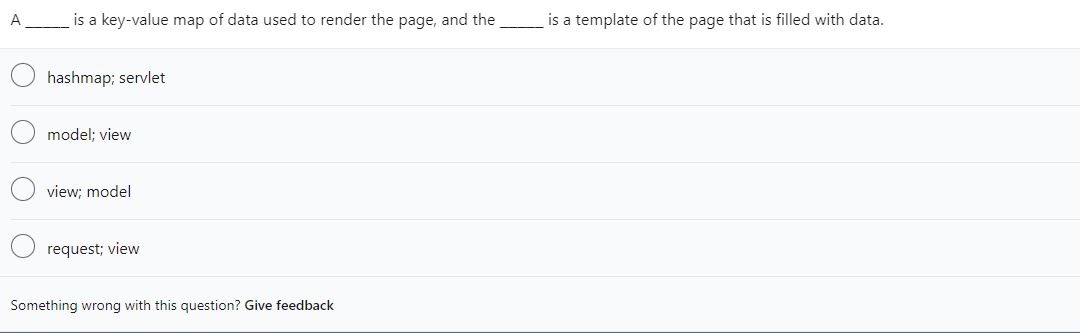 A _____ is a key-value map of data used to render the page, and the _____ is a template of the page that is filled with data.
hashmap; servlet
model; view
view; model
request; view
Something wrong with this question? Give feedback